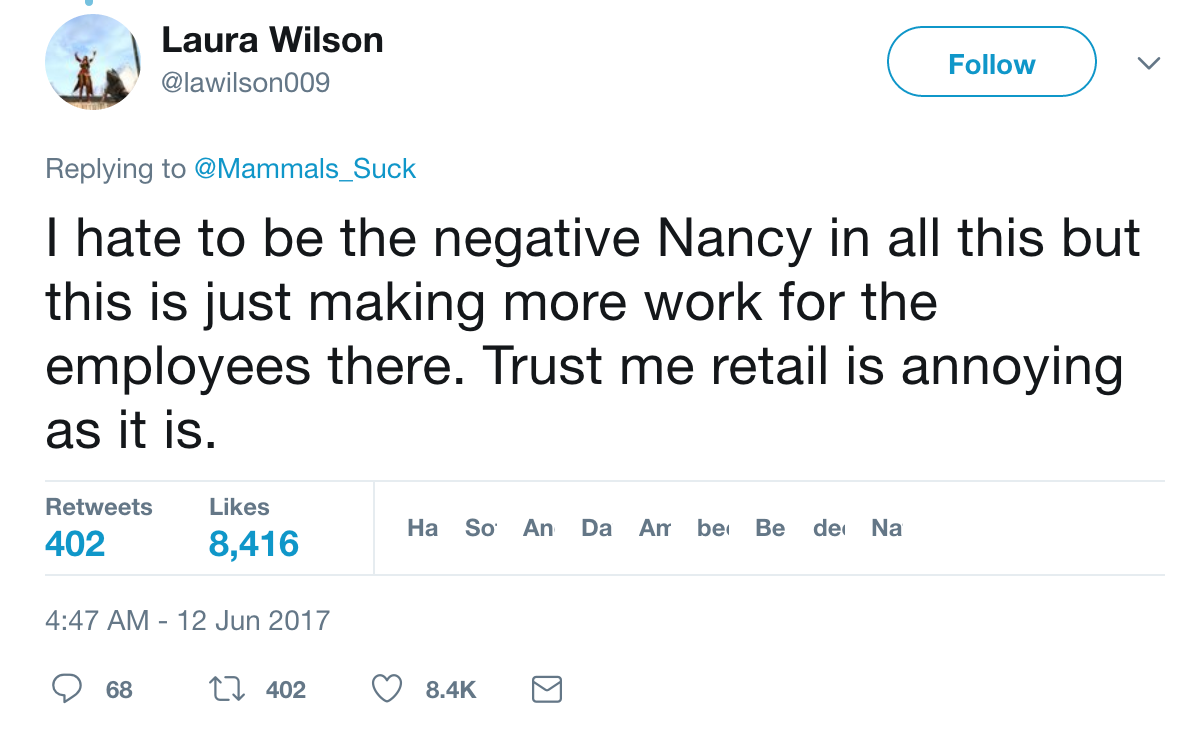 Laura Wilson
@lawilson009
Follow
Replying to @Mammals_Suck
I hate to be the negative Nancy in all this but
this is just making more work for the
employees there. Trust me retail is annoying
as it is.
Retweets Likes
402 8,416
Ha So An Da Am be Be de Na
4:47 AM - 12 Jun 2017
68 402 8.4K